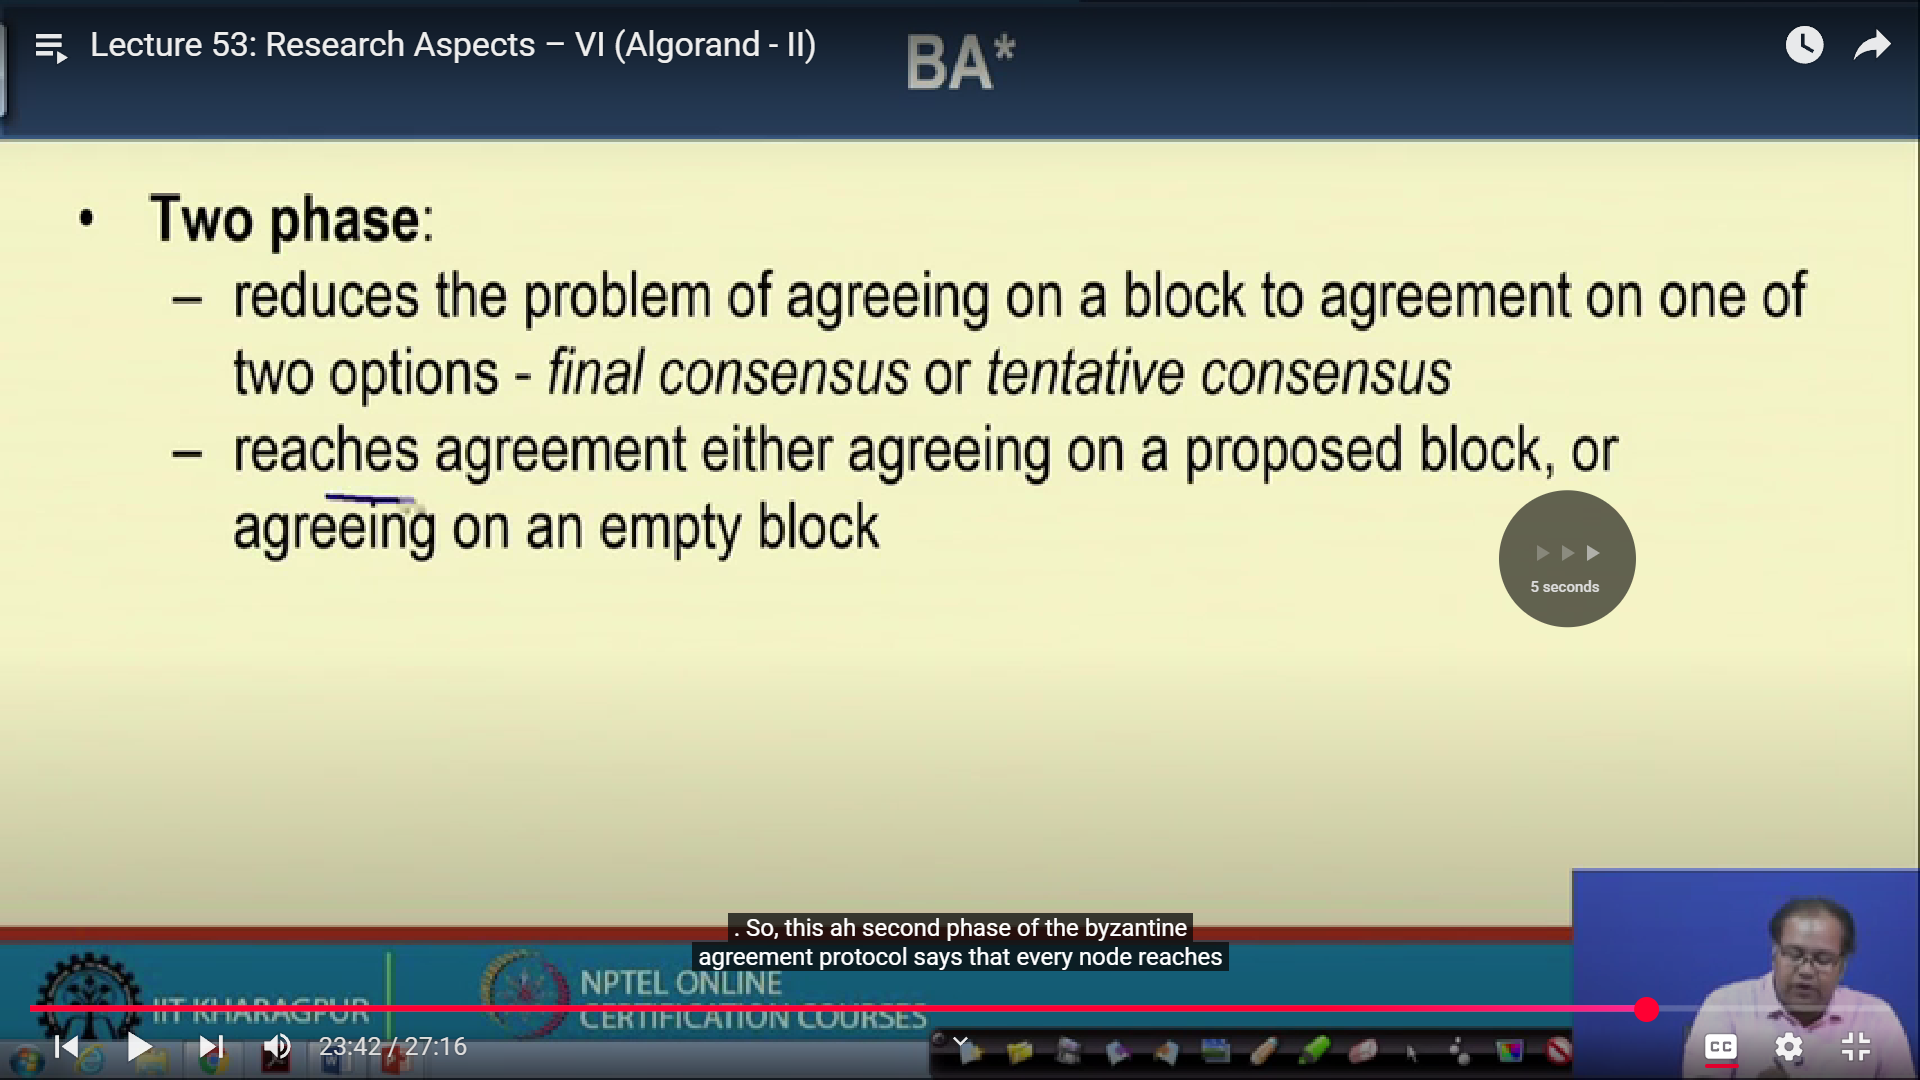 Lecture 53: Research Aspects – VI (Algorand - II)
BA*
• Two phase:
– reduces the problem of agreeing on a block to agreement on one of
two options - final consensus or tentative consensus
– reaches agreement either agreeing on a proposed block, or
agreeing on an empty block
5 seconds
. So, this ah second phase of the byzantine
agreement protocol says that every node reaches
IIT KHARAGPUR
NPTEL ONLINE
CERTIFICATION COURSES
23:42 / 27:16
CC